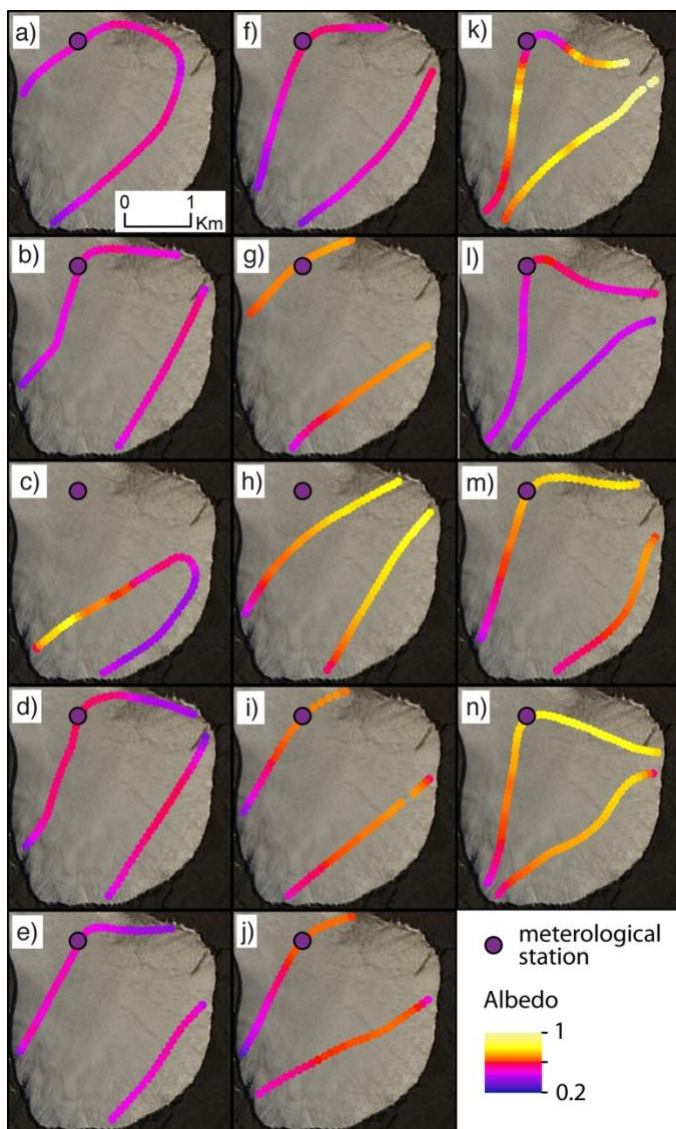 a)
f)
k)
0 1
Km
b)
g)
l)
c)
h)
m)
d)
i)
n)
e)
j)
meterological
station
Albedo
1
0.2